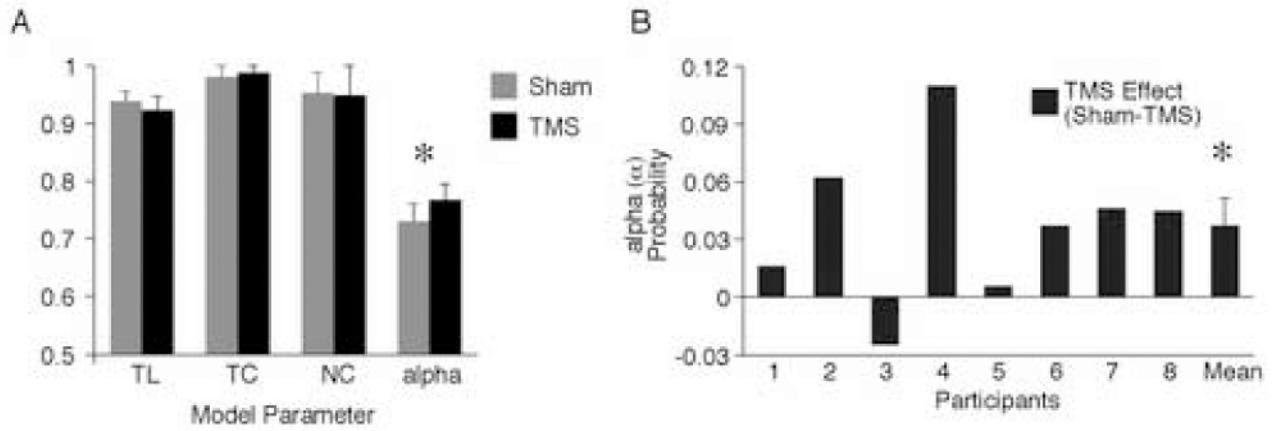 A
1
0.9
0.8
0.7
0.6
0.5
*
Sham
TMS
TL TC NC alpha
Model Parameter
B
alpha (α)
Probability
0.12
0.09
0.06
0.03
0
-0.03
TMS Effect
(Sham-TMS)
*
1 2 3 4 5 6 7 8 Mean
Participants